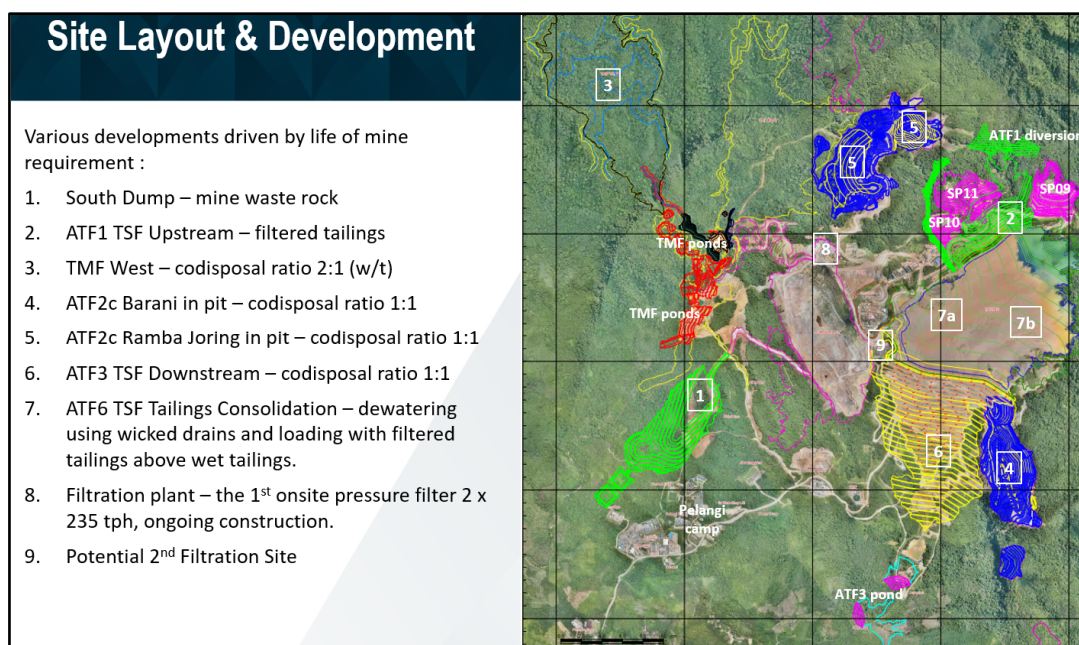 Site Layout & Development
Various developments driven by life of mine
requirement :
1. South Dump – mine waste rock
2. ATF1 TSF Upstream – filtered tailings
3. TMF West – codisposal ratio 2:1 (w/t)
4. ATF2c Barani in pit – codisposal ratio 1:1
5. ATF2c Ramba Joring in pit – codisposal ratio 1:1
6. ATF3 TSF Downstream – codisposal ratio 1:1
7. ATF6 TSF Tailings Consolidation – dewatering
using wicked drains and loading with filtered
tailings above wet tailings.
8. Filtration plant – the 1st onsite pressure filter 2 x
235 tph, ongoing construction.
9. Potential 2nd Filtration Site
3
5
5
ATF1 diversion
SP11
SP09
SP10
2
TMF ponds
8
TMF ponds
7a
7b
9
1
6
4
Pelangi
camp
ATF3 pond